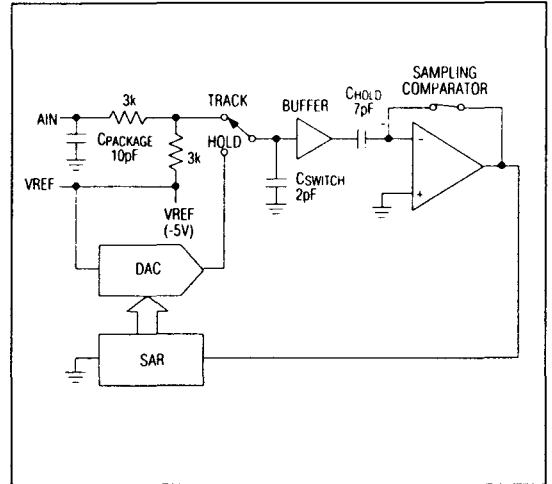 AIN
3k
CPACKAGE
10pF
3k
TRACK
HOLD
BUFFER
CHOLD
7pF
SAMPLING
COMPARATOR
-
+
CSWITCH
2pF
VREF
VREF
(-5V)
DAC
SAR